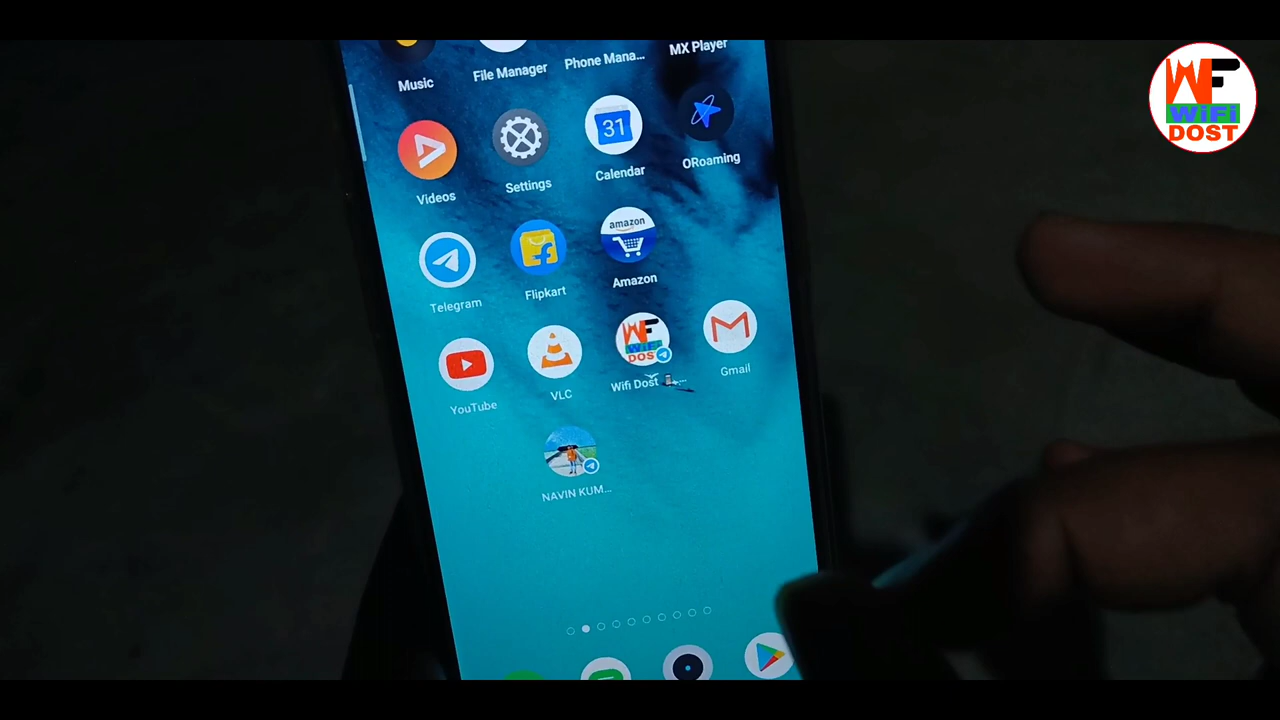 Music
File Manager
Phone Mana...
MX Player
Videos
Settings
31
Calendar
ORoaming
Telegram
Flipkart
amazon
Amazon
YouTube
VLC
WF
DOS
Wifi Dost
Gmail
NAVIN KUM...
WF
WiFi
DOST